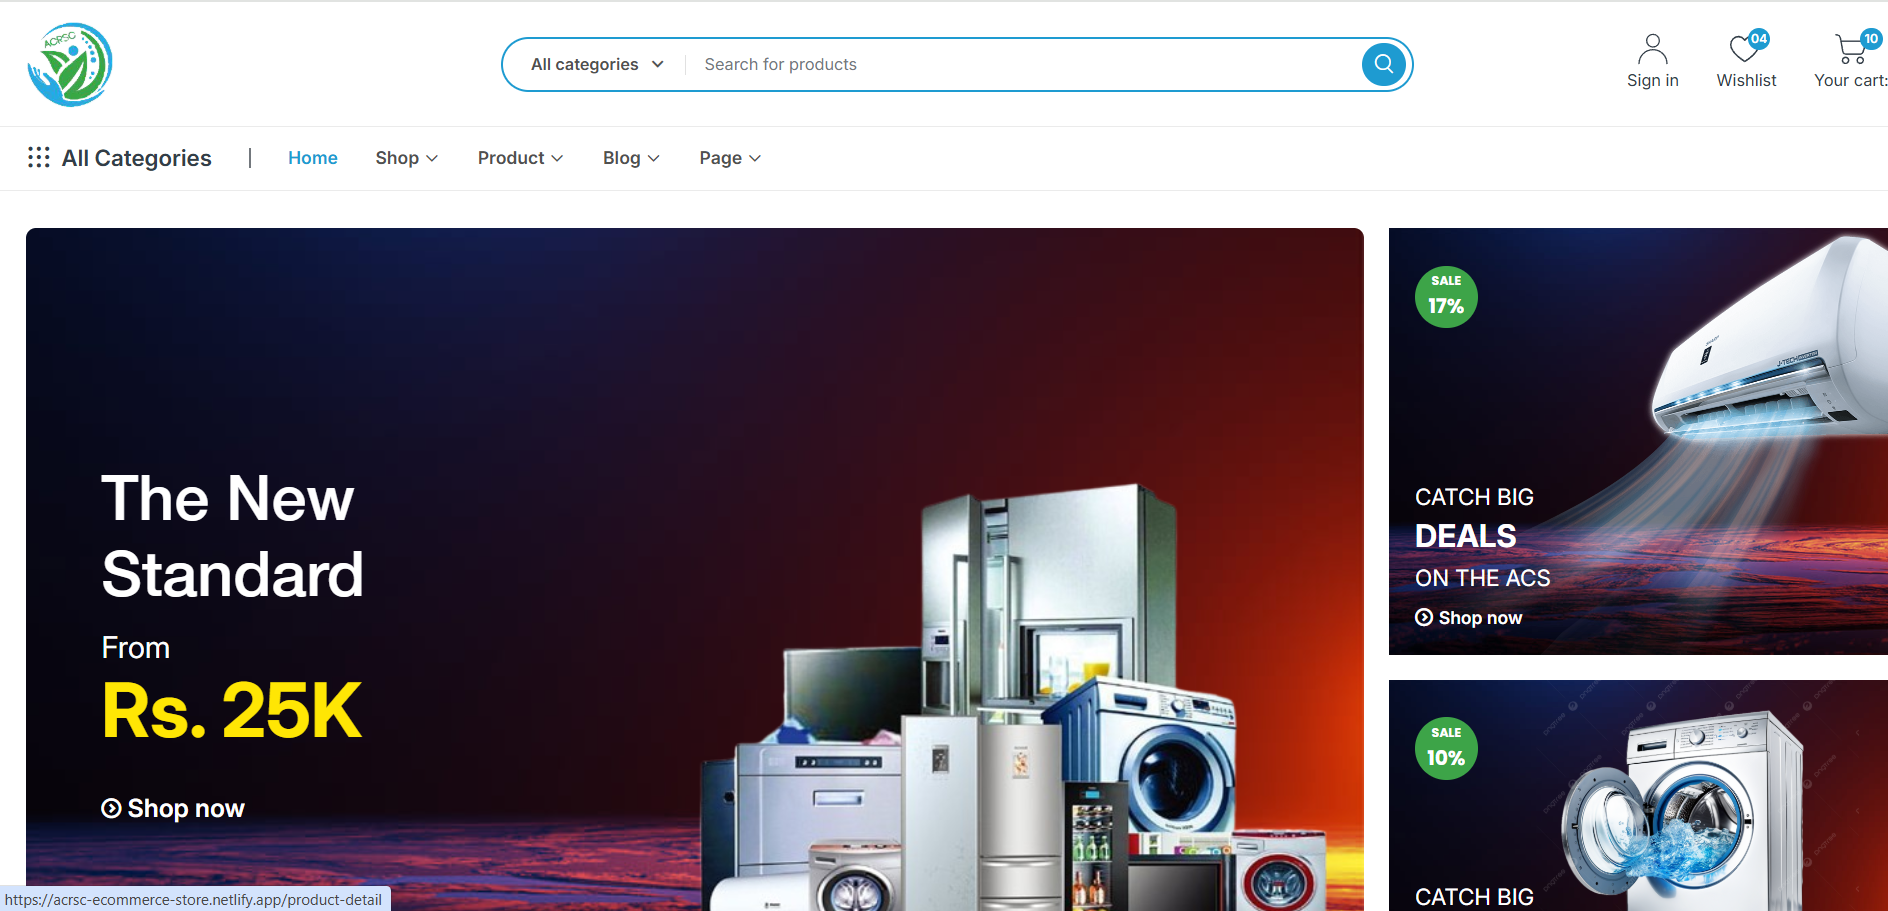 ACRSC
All categories
Search for products
Sign in
04
Wishlist
10
Your cart:
All Categories
Home
Shop
Product
Blog
Page
The New
Standard
From
Rs. 25K
Shop now
SALE
17%
J-TECH INVERTER
CATCH BIG
DEALS
ON THE ACS
Shop now
SALE
10%
CATCH BIG
https://acrsc-ecommerce-store.netlify.app/product-detail